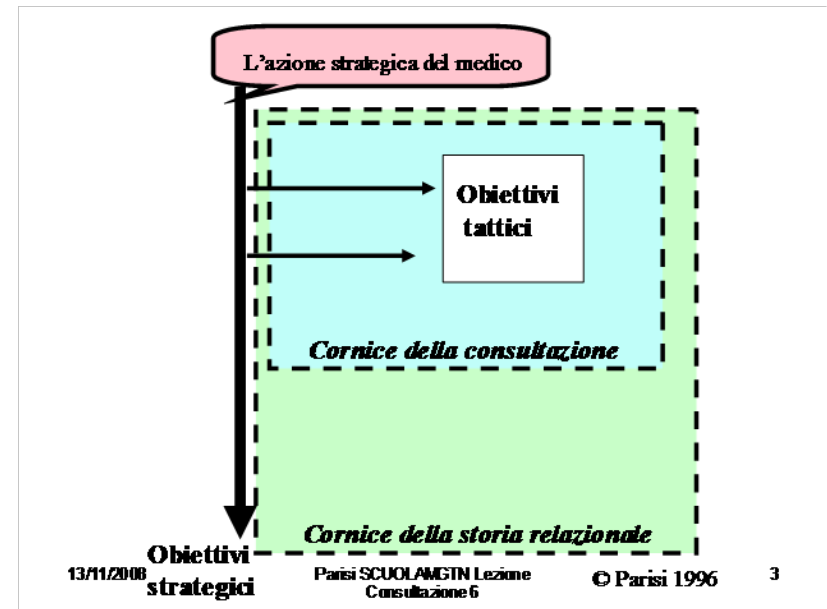 L'azione strategica del medico
Obiettivi
tattici
Cornice della consultazione
Cornice della storia relazionale
Obiettivi
strategici
13/11/2008
Parisi SCUOLAMGTN Lezione
Consultazione 6
© Parisi 1996
3